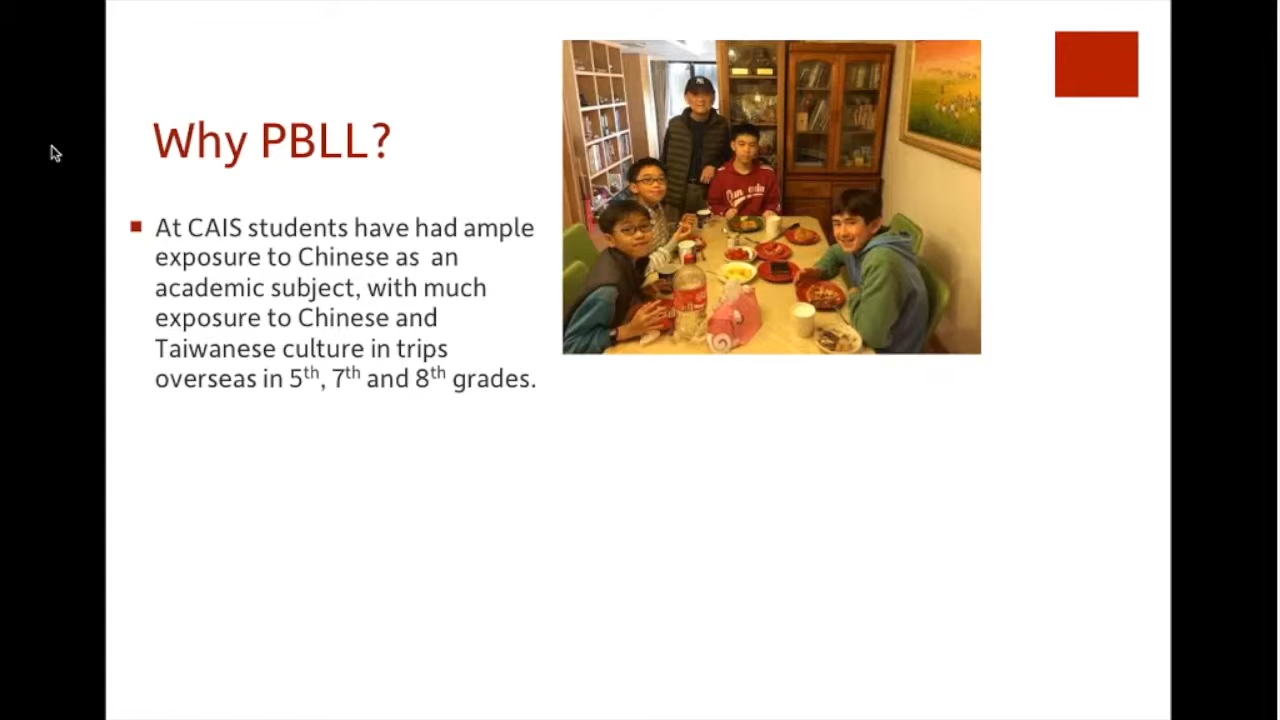 Why PBLL?
At CAIS students have had ample
exposure to Chinese as  an
academic subject, with much
exposure to Chinese and
Taiwanese culture in trips
overseas in 5th, 7th and 8th grades.